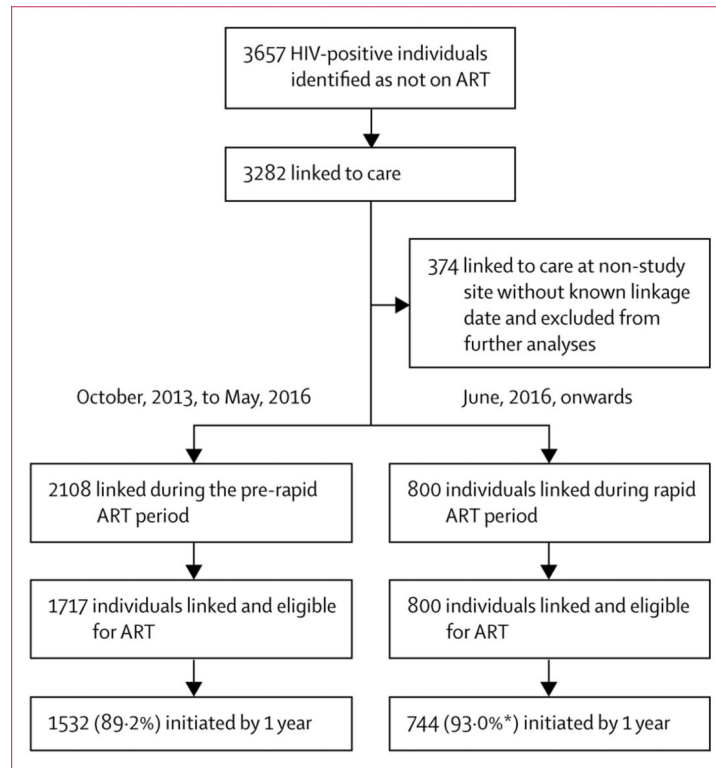 3657 HIV-positive individuals
identified as not on ART
3282 linked to care
374 linked to care at non-study
site without known linkage
date and excluded from
further analyses
October, 2013, to May, 2016
June, 2016, onwards
2108 linked during the pre-rapid
ART period
800 individuals linked during rapid
ART period
1717 individuals linked and eligible
for ART
800 individuals linked and eligible
for ART
1532 (89·2%) initiated by 1 year
744 (93·0%*) initiated by 1 year